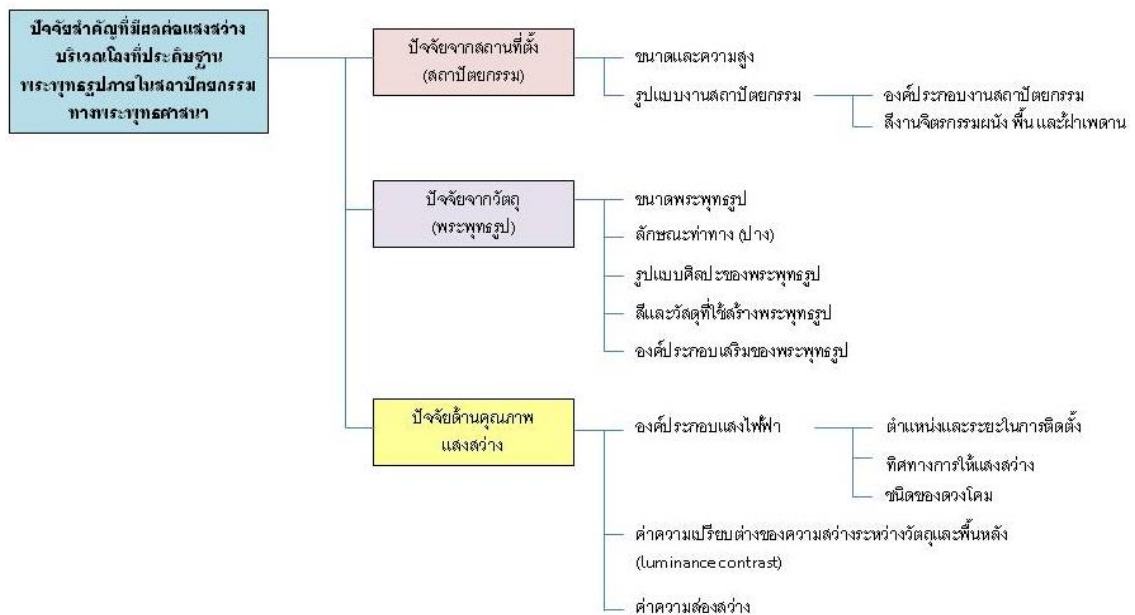 ปัจจัยสำคัญที่มีผลต่อแสงสว่าง
บริเวณโถงที่ประดิษฐาน
พระพุทธรูปภายในสถาปัตยกรรม
ทางพระพุทธศาสนา
ปัจจัยจากสถานที่ตั้ง
(สถาปัตยกรรม)
ขนาดและความสูง
รูปแบบงานสถาปัตยกรรม
องค์ประกอบงานสถาปัตยกรรม
สีงานจิตรกรรมผนัง พื้น และฝ้าเพดาน
ปัจจัยจากวัตถุ
(พระพุทธรูป)
ขนาดพระพุทธรูป
ลักษณะท่าทาง (ปาง)
รูปแบบศิลปะของพระพุทธรูป
สีและวัสดุที่ใช้สร้างพระพุทธรูป
องค์ประกอบเสริมของพระพุทธรูป
ปัจจัยด้านคุณภาพ
แสงสว่าง
องค์ประกอบแสงไฟฟ้า
ตำแหน่งและระยะในการติดตั้ง
ทิศทางการให้แสงสว่าง
ชนิดของดวงโคม
ค่าความเปรียบต่างของความสว่างระหว่างวัตถุและพื้นหลัง
(luminance contrast)
ค่าความส่องสว่าง